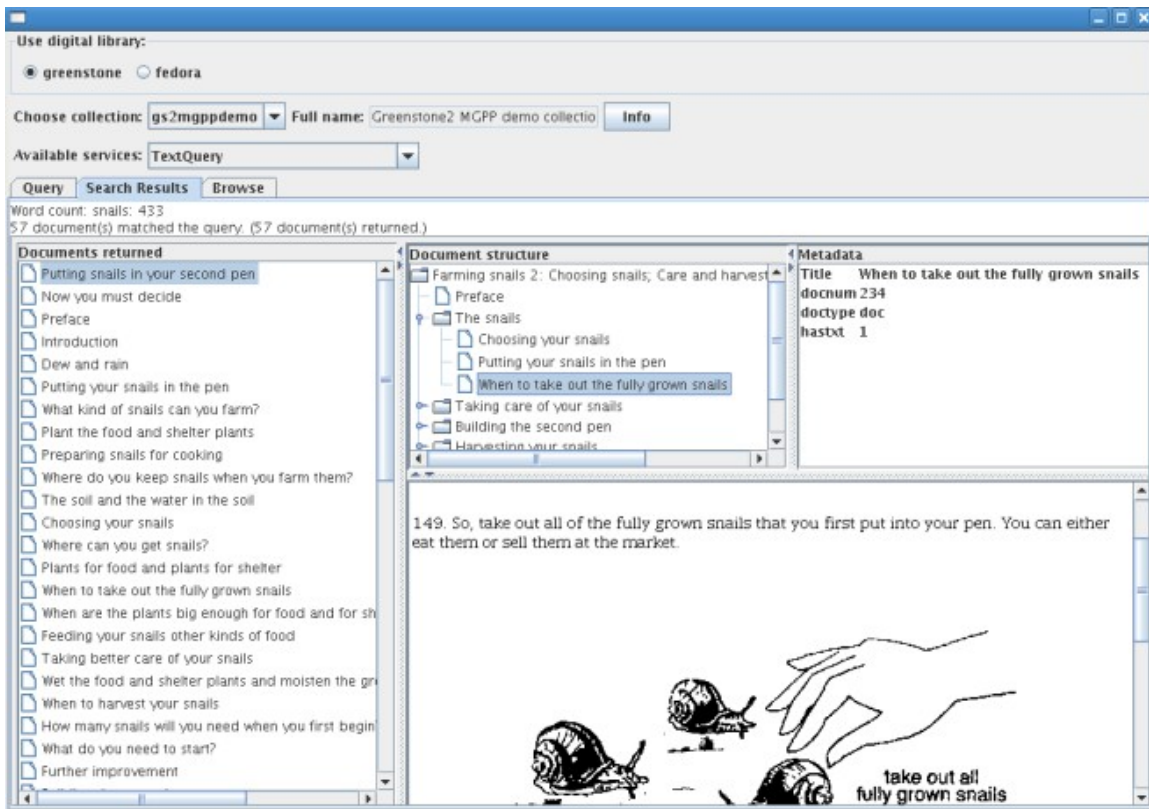 Use digital library:
greenstone fedora
Choose collection: gs2mgppdemo Full name: Greenstone2 MGPP demo collectio Info
Available services: TextQuery
Query Search Results Browse
Word count: snails: 433
57 document(s) matched the query. (57 document(s) returned.)
Documents returned
Putting snails in your second pen
Now you must decide
Preface
Introduction
Dew and rain
Putting your snails in the pen
What kind of snails can you farm?
Plant the food and shelter plants
Preparing snails for cooking
Where do you keep snails when you farm them?
The soil and the water in the soil
Choosing your snails
Where can you get snails?
Plants for food and plants for shelter
When to take out the fully grown snails
When are the plants big enough for food and for sh
Feeding your snails other kinds of food
Taking better care of your snails
Wet the food and shelter plants and moisten the gr
When to harvest your snails
How many snails will you need when you first begin
What do you need to start?
Further improvement
Document structure
Farming snails 2: Choosing snails; Care and harvest
Preface
The snails
Choosing your snails
Putting your snails in the pen
When to take out the fully grown snails
Taking care of your snails
Building the second pen
Harvesting your snails
Metadata
Title When to take out the fully grown snails
docnum 234
doctype doc
hastxt 1
149. So, take out all of the fully grown snails that you first put into your pen. You can either
eat them or sell them at the market.
take out all
fully grown snails